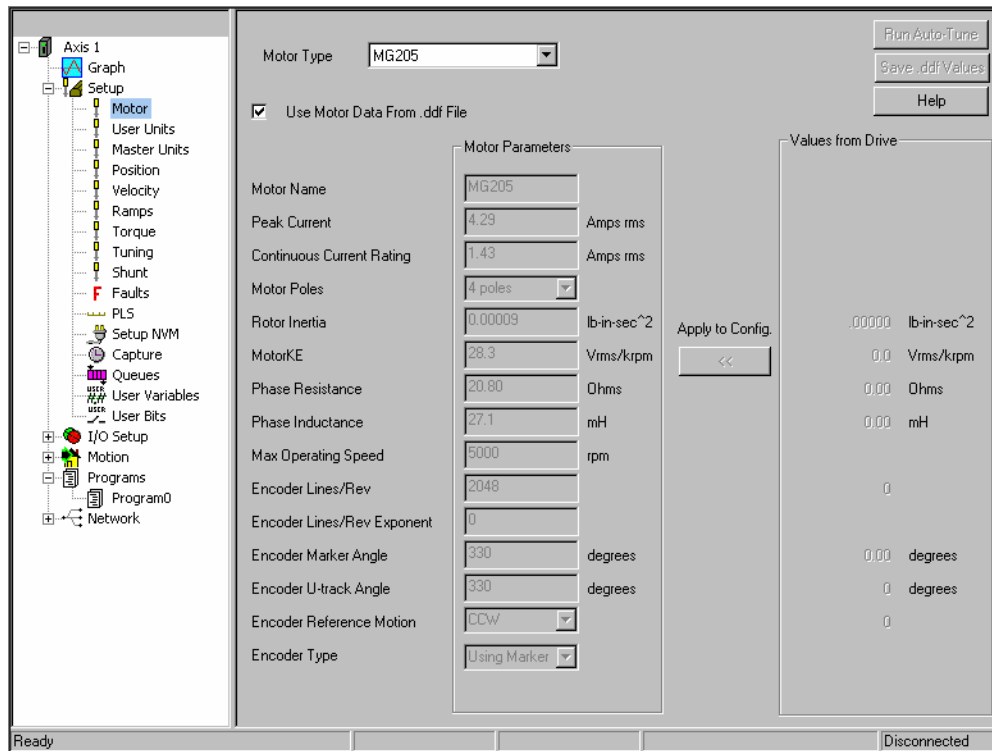 Axis 1
Graph
Setup
Motor
User Units
Master Units
Position
Velocity
Ramps
Torque
Tuning
Shunt
F Faults
PLS
Setup NVM
Capture
Queues
USER ## User Variables
USER User Bits
I/O Setup
Motion
Programs
Program0
Network
Motor Type MG205
Run Auto-Tune
Save .ddf Values
Help
Use Motor Data From .ddf File
Motor Parameters
Values from Drive
Motor Name MG205
Peak Current 4.29 Amps rms
Continuous Current Rating 1.43 Amps rms
Motor Poles 4 poles
Rotor Inertia 0.00009 lb-in-sec^2 .00000 lb-in-sec^2
Apply to Config.
<<
MotorKE 28.3 Vrms/krpm 0.0 Vrms/krpm
Phase Resistance 20.80 Ohms 0.00 Ohms
Phase Inductance 27.1 mH 0.00 mH
Max Operating Speed 5000 rpm
Encoder Lines/Rev 2048 0
Encoder Lines/Rev Exponent 0
Encoder Marker Angle 330 degrees 0.00 degrees
Encoder U-track Angle 330 degrees 0 degrees
Encoder Reference Motion CCW 0
Encoder Type Using Marker
Ready Disconnected